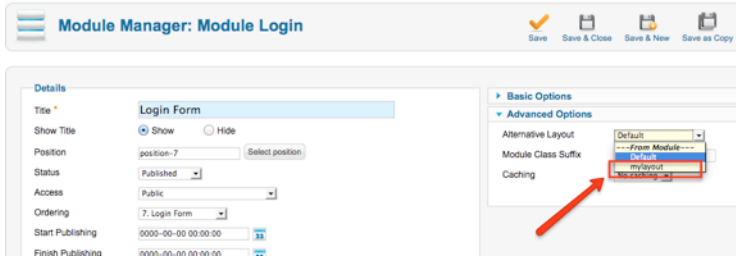 Module Manager: Module Login
Save
Save & Close
Save & New
Save as Copy
Details
Title *
Login Form
Show Title
Show
Hide
Position
position-7
Select position
Status
Published
Access
Public
Ordering
7. Login Form
Start Publishing
0000-00-00 00:00:00
Finish Publishing
0000-00-00 00:00:00
Basic Options
Advanced Options
Alternative Layout
Default
---From Module---
Default
mylayout
Module Class Suffix
Caching
No caching